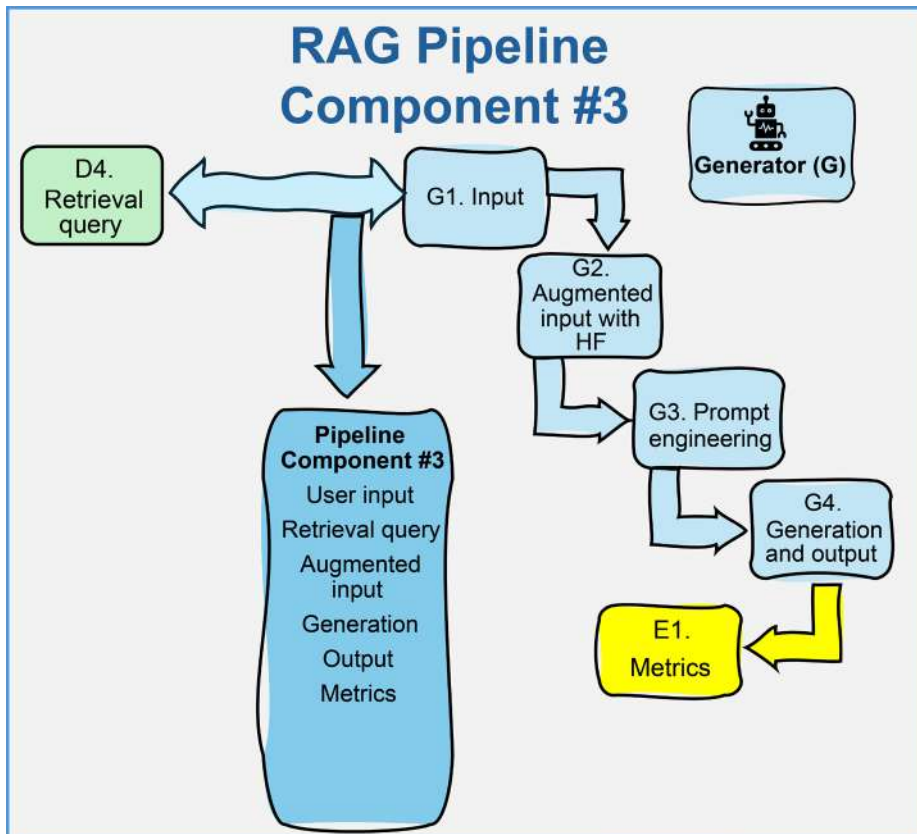 RAG Pipeline
Component #3
Generator (G)
D4.
Retrieval
query
G1. Input
G2.
Augmented
input with
HF
G3. Prompt
engineering
G4.
Generation
and output
E1.
Metrics
Pipeline
Component #3
User input
Retrieval query
Augmented
input
Generation
Output
Metrics